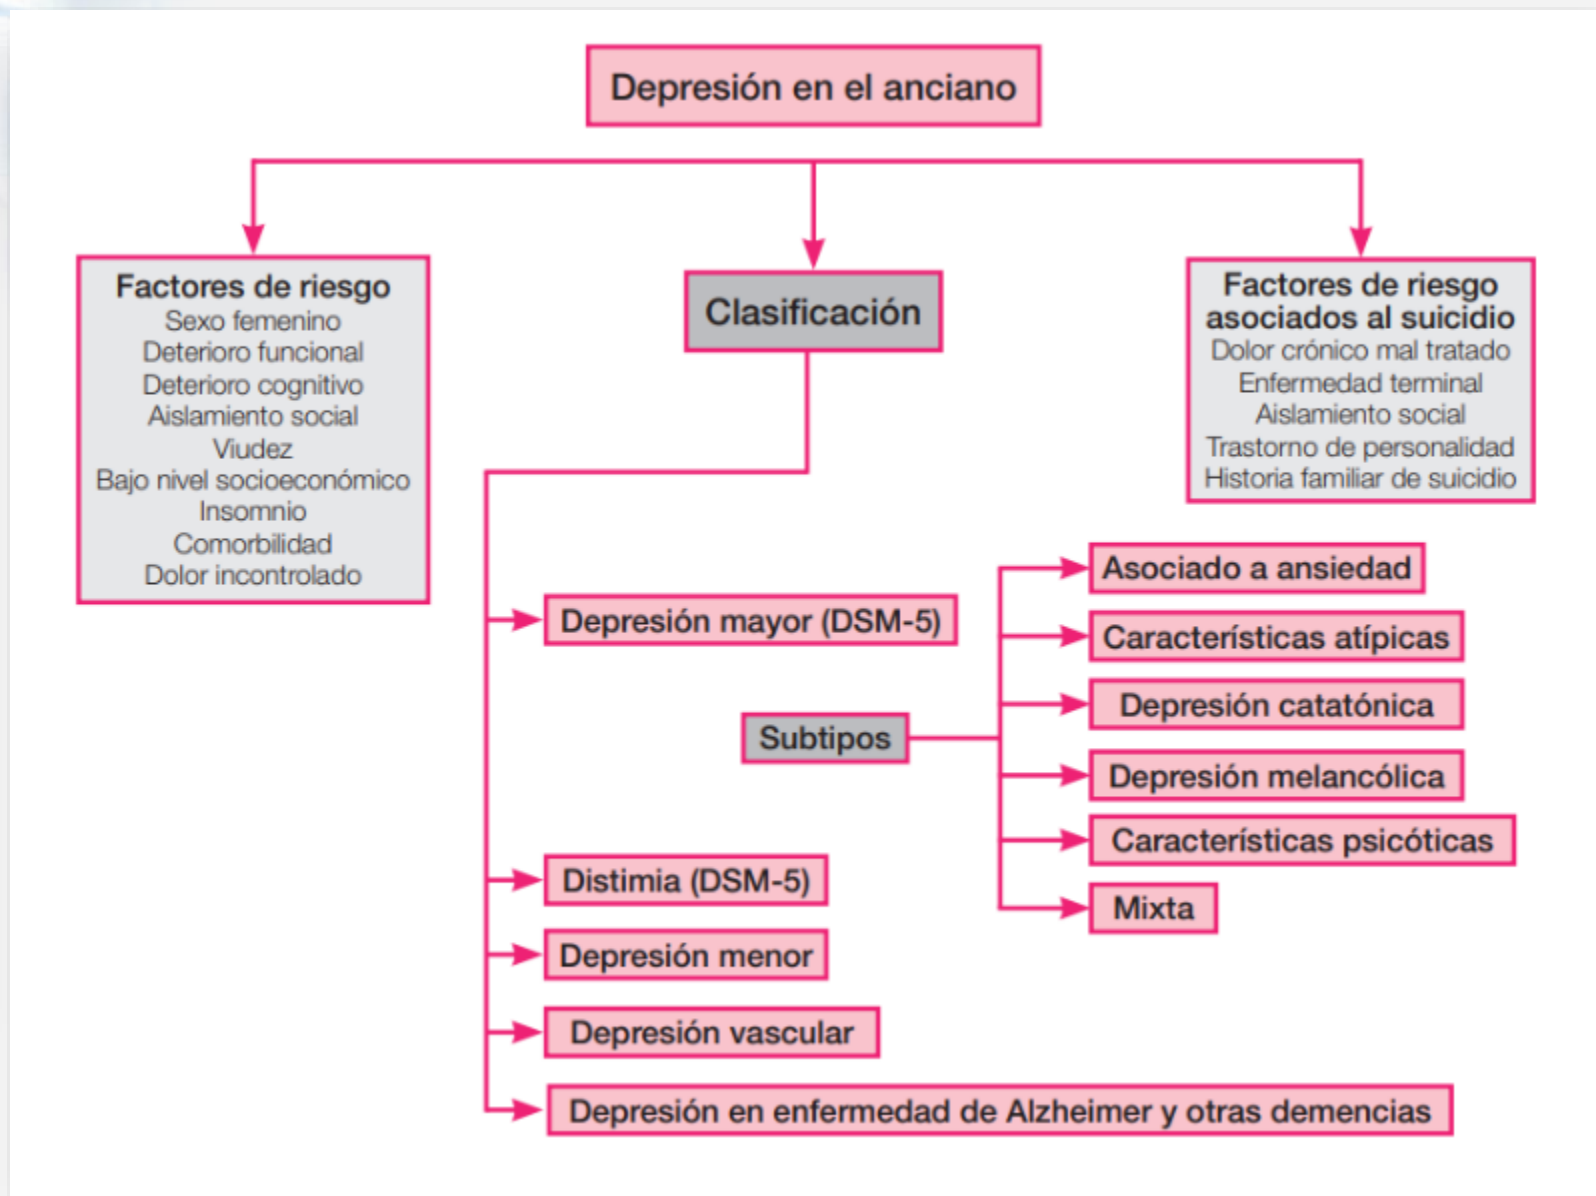 Depresión en el anciano
Factores de riesgo
Sexo femenino
Deterioro funcional
Deterioro cognitivo
Aislamiento social
Viudez
Bajo nivel socioeconómico
Insomnio
Comorbilidad
Dolor incontrolado
Clasificación
Factores de riesgo
asociados al suicidio
Dolor crónico mal tratado
Enfermedad terminal
Aislamiento social
Trastorno de personalidad
Historia familiar de suicidio
Depresión mayor (DSM-5)
Subtipos
Asociado a ansiedad
Características atípicas
Depresión catatónica
Depresión melancólica
Características psicóticas
Mixta
Distimia (DSM-5)
Depresión menor
Depresión vascular
Depresión en enfermedad de Alzheimer y otras demencias